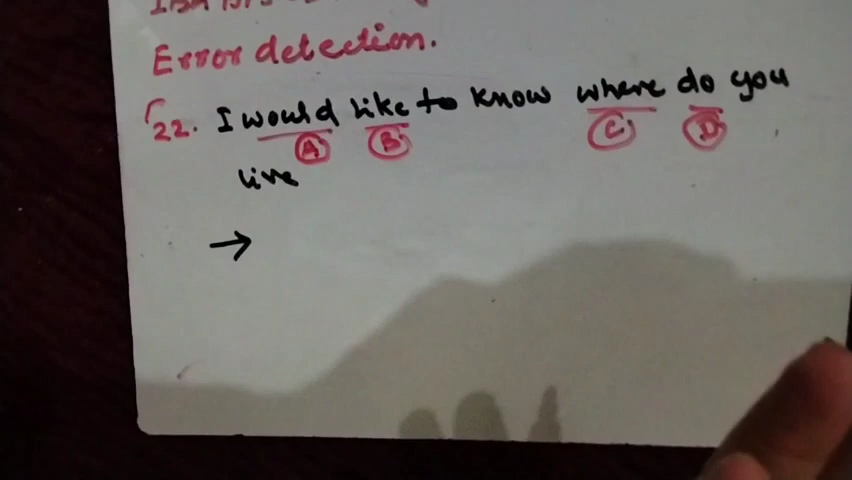 Error detection.
22. I would like to know where do you
A B C D
live
→